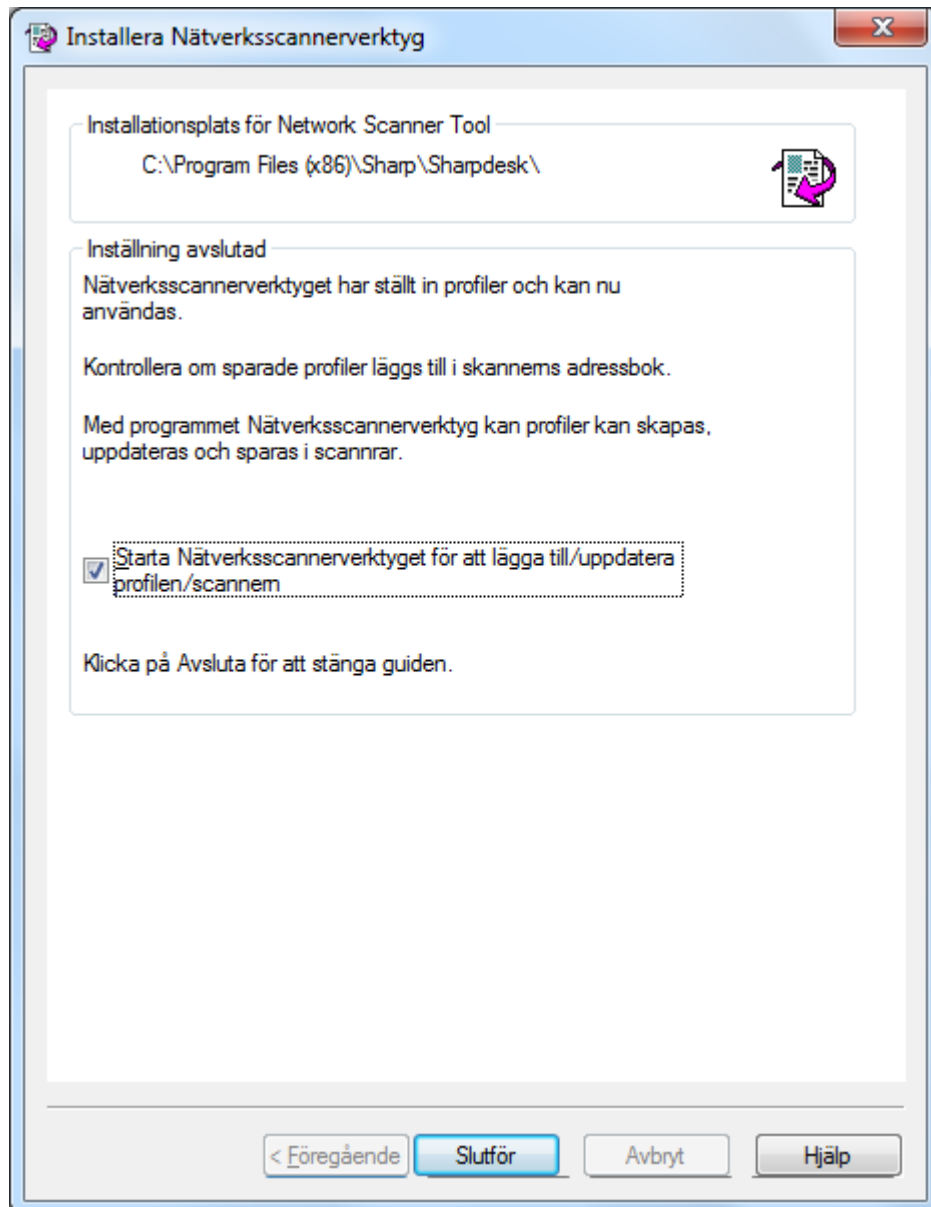 Installera Nätverksscannerverktyg
Installationsplats för Network Scanner Tool
C:\Program Files (x86)\Sharp\Sharpdesk\
Inställning avslutad
Nätverksscannerverktyget har ställt in profiler och kan nu
användas.
Kontrollera om sparade profiler läggs till i skannerns adressbok.
Med programmet Nätverksscannerverktyg kan profiler kan skapas,
uppdateras och sparas i scannrar.
Starta Nätverksscannerverktyget för att lägga till/uppdatera
profilen/scannern
Klicka på Avsluta för att stänga guiden.
< Föregående
Slutför
Avbryt
Hjälp